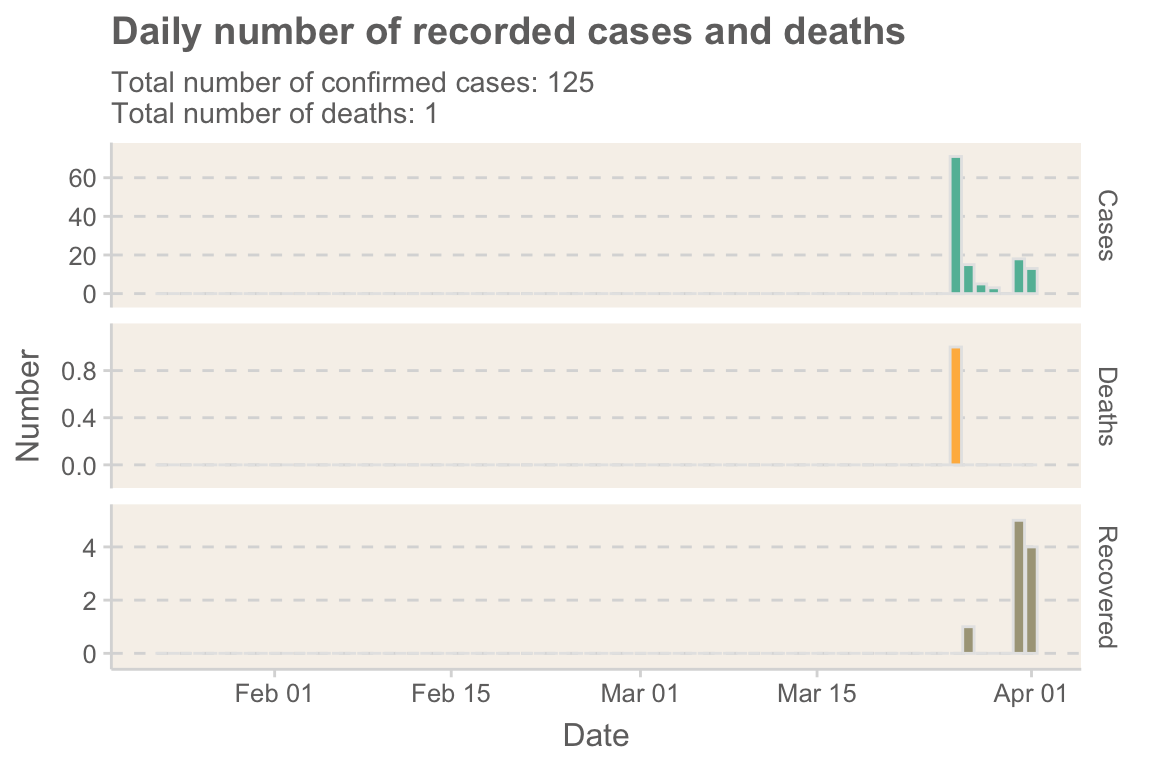 Daily number of recorded cases and deaths
Total number of confirmed cases: 125
Total number of deaths: 1
60
40
20
0
Cases
0.8
0.4
0.0
Deaths
Number
4
2
0
Recovered
Feb 01 Feb 15 Mar 01 Mar 15 Apr 01
Date